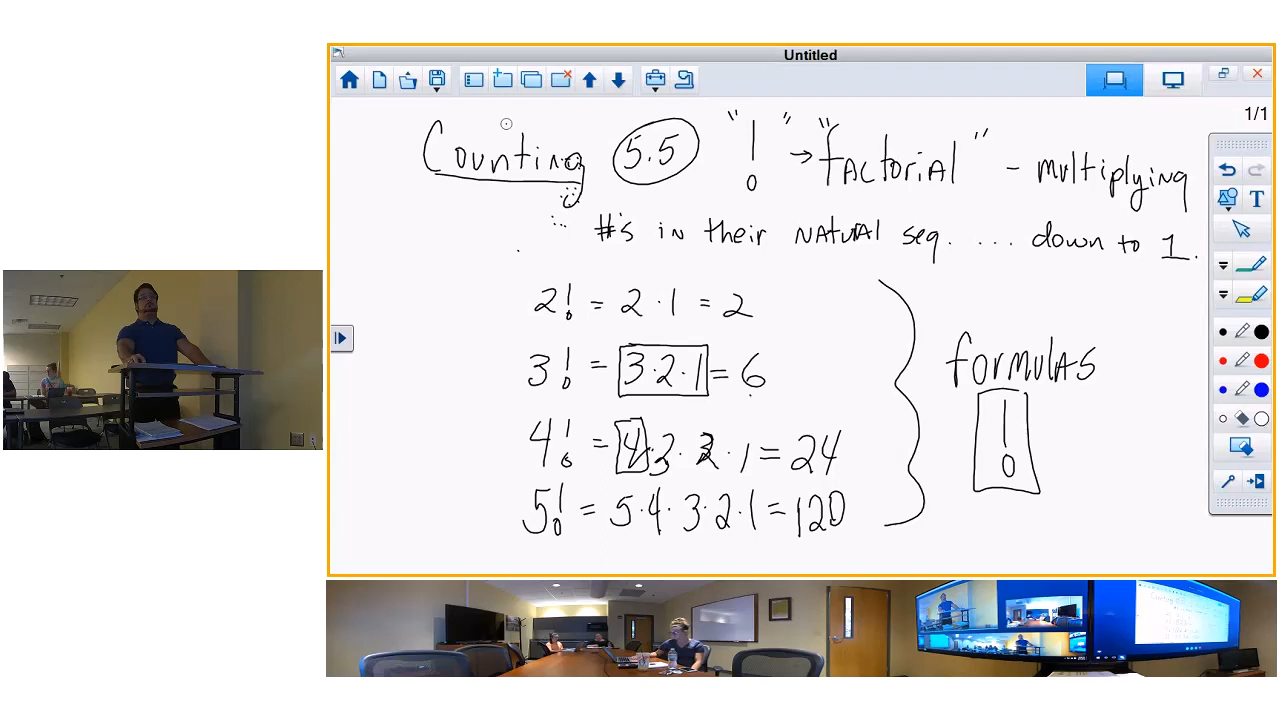 Untitled
1/1
Counting 5.5 "!" → "factorial" - multiplying
#'s in their natural seq. ... down to 1.
2! = 2 · 1 = 2
3! = 3·2·1 = 6
4! = 4·3·2·1 = 24
5! = 5·4·3·2·1 = 120
formulas
!
T